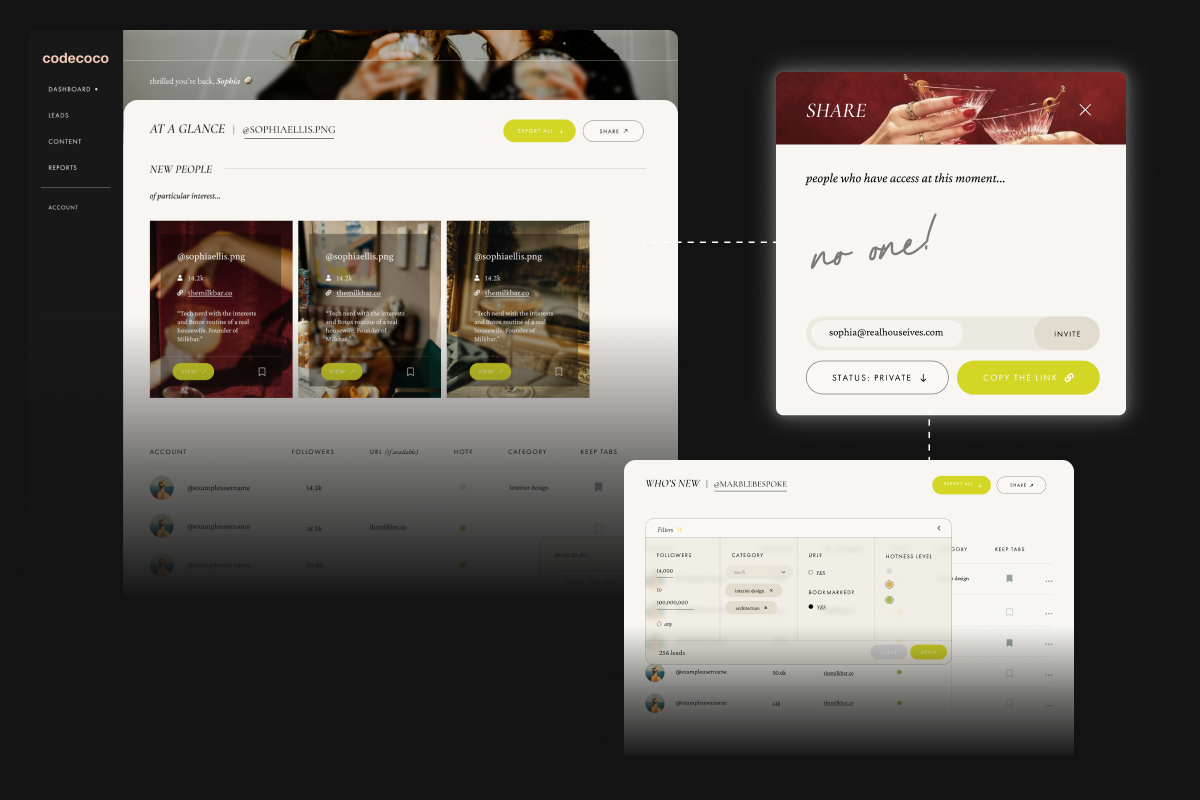 codecoco
DASHBOARD
LEADS
CONTENT
REPORTS
ACCOUNT
thrilled you're back, Sophia
AT A GLANCE | @SOPHIAELLIS.PNG
EXPORT ALL ↓
SHARE ↗
NEW PEOPLE
of particular interest...
@sophiaellis.png
14.2k
themilkbar.co
"Tech nerd with the interests
and Botox routine of a real
housewife. Founder of
Milkbar."
VIEW ↗
@sophiaellis.png
14.2k
themilkbar.co
"Tech nerd with the interests
and Botox routine of a real
housewife. Founder of
Milkbar."
VIEW ↗
@sophiaellis.png
14.2k
themilkbar.co
"Tech nerd with the interests
and Botox routine of a real
housewife. Founder of
Milkbar."
VIEW ↗
ACCOUNT FOLLOWERS URL (if available) HOT? CATEGORY KEEP TABS
@exampleusername 14.2k Interior design
@exampleusername themilkbar.co
@exampleusername
SHARE
people who have access at this moment...
no one!
sophia@realhouseives.com
INVITE
STATUS: PRIVATE ↓
COPY THE LINK
WHO'S NEW | @MARBLEBESPOKE
EXPORT ALL ↓
SHARE ↗
Filters
FOLLOWERS
14,000
to
100,000,000
any
CATEGORY
interior design ×
architecture ×
URL?
YES
BOOKMARKED?
YES
HOTNESS LEVEL
256 leads
CLEAR
APPLY
GORY KEEP TABS
design
@exampleusername 50.6k themilkbar.co
@exampleusername 14k themilkbar.co